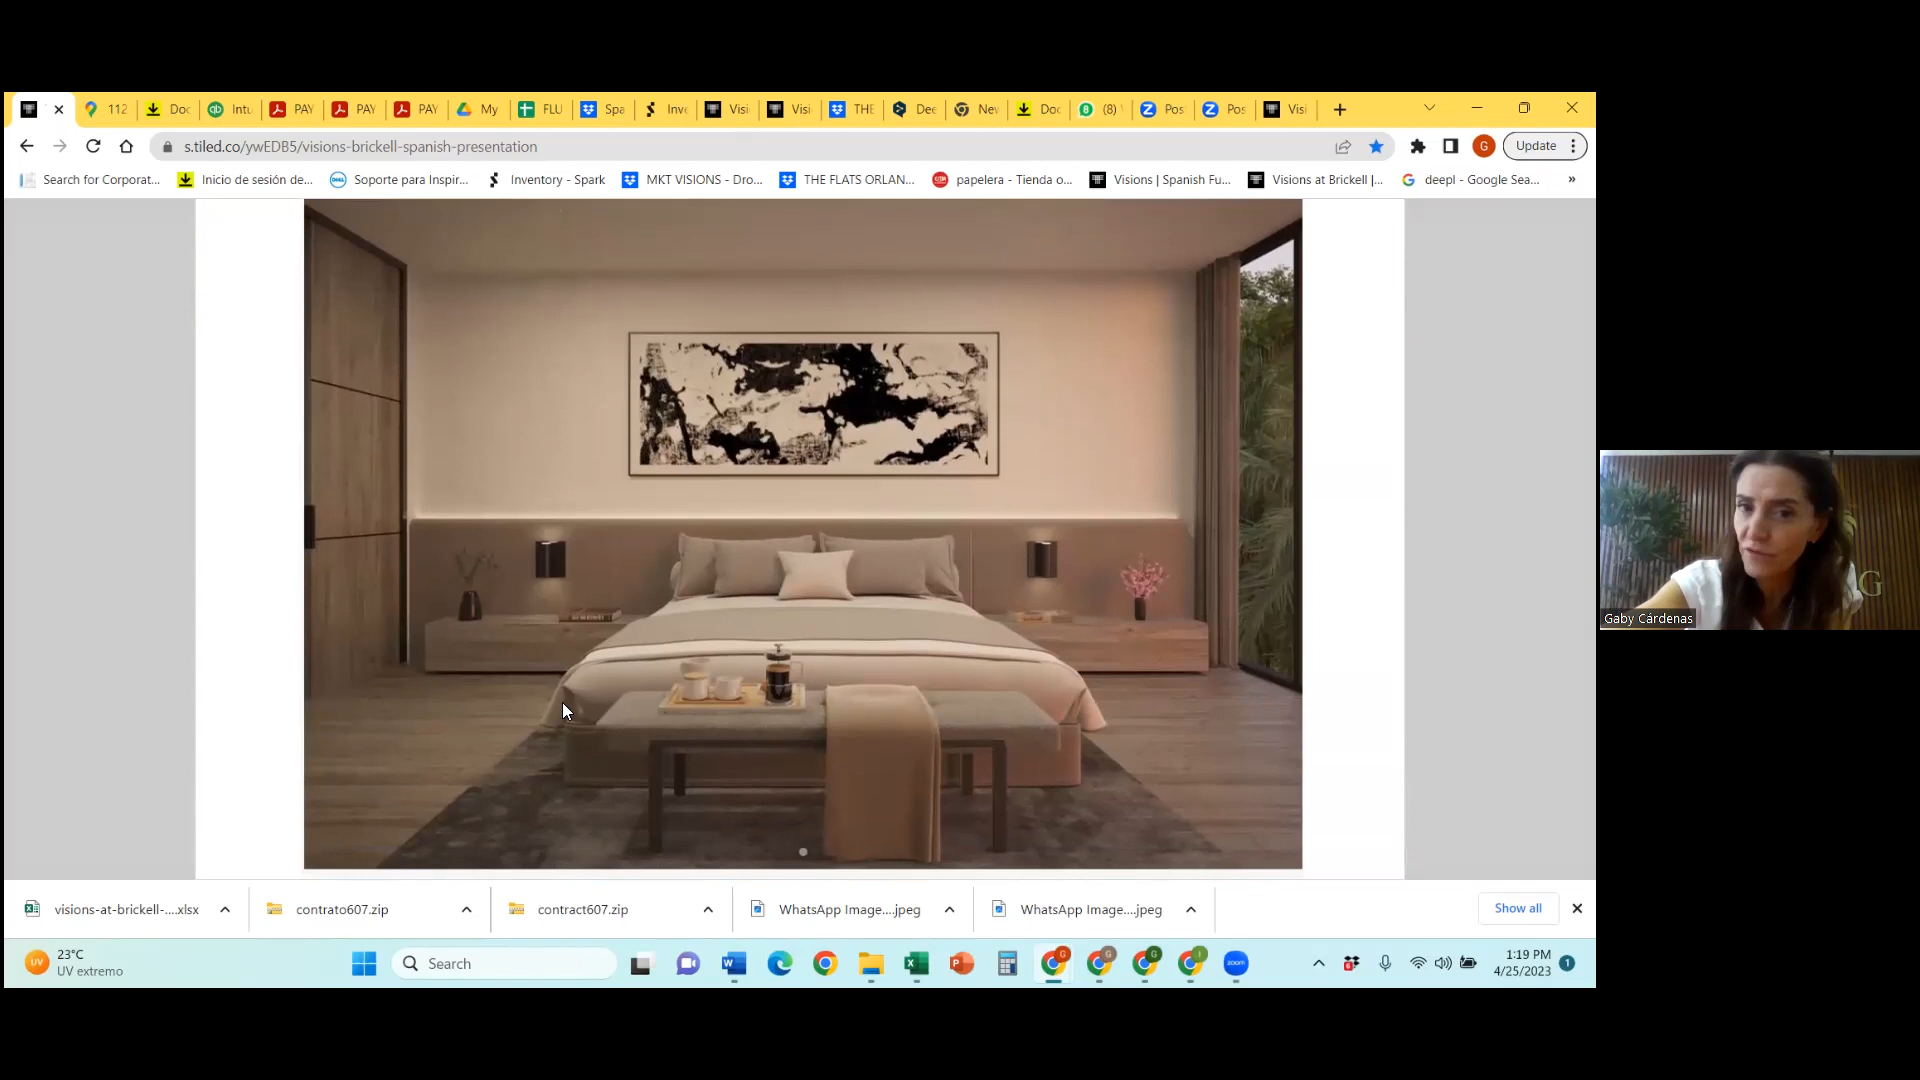 112
Doc
Intu
PAY
PAY
PAY
My
FLU
Spa
Inve
Visi
Visi
THE
Dee
Nev
Doc
(8)
Pos
Pos
Visi
s.tiled.co/ywEDB5/visions-brickell-spanish-presentation
G
Update
Search for Corporat...
Inicio de sesión de...
Soporte para Inspir...
Inventory - Spark
MKT VISIONS - Dro...
THE FLATS ORLAN...
papelera - Tienda o...
Visions | Spanish Fu...
Visions at Brickell |...
deepl - Google Sea...
»
G
Gaby Cárdenas
visions-at-brickell-....xlsx
contrato607.zip
contract607.zip
WhatsApp Image....jpeg
WhatsApp Image....jpeg
Show all
23°C
UV extremo
Search
zoom
1:19 PM
4/25/2023
1